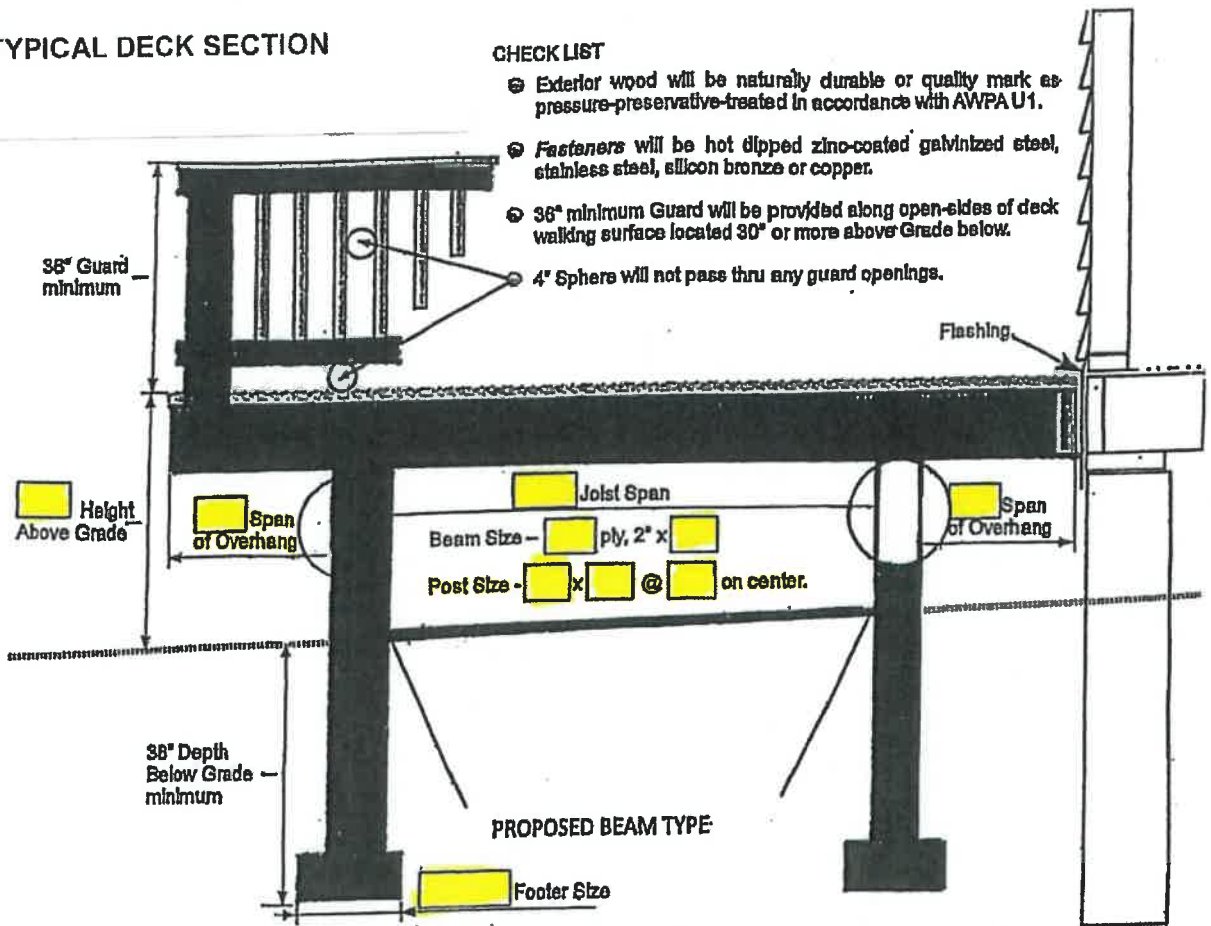 TYPICAL DECK SECTION
CHECK LIST
Exterior wood will be naturally durable or quality mark as
pressure-preservative-treated in accordance with AWPA U1.
Fasteners will be hot dipped zinc-coated galvinized steel,
stainless steel, silicon bronze or copper.
36" minimum Guard will be provided along open-sides of deck
walking surface located 30" or more above Grade below.
4" Sphere will not pass thru any guard openings.
36" Guard
minimum
Flashing
Height
Above Grade
Span
of Overhang
Joist Span
Beam Size - ply, 2" x
Post Size - x @ on center.
Span
of Overhang
38" Depth
Below Grade
minimum
PROPOSED BEAM TYPE
Footer Size